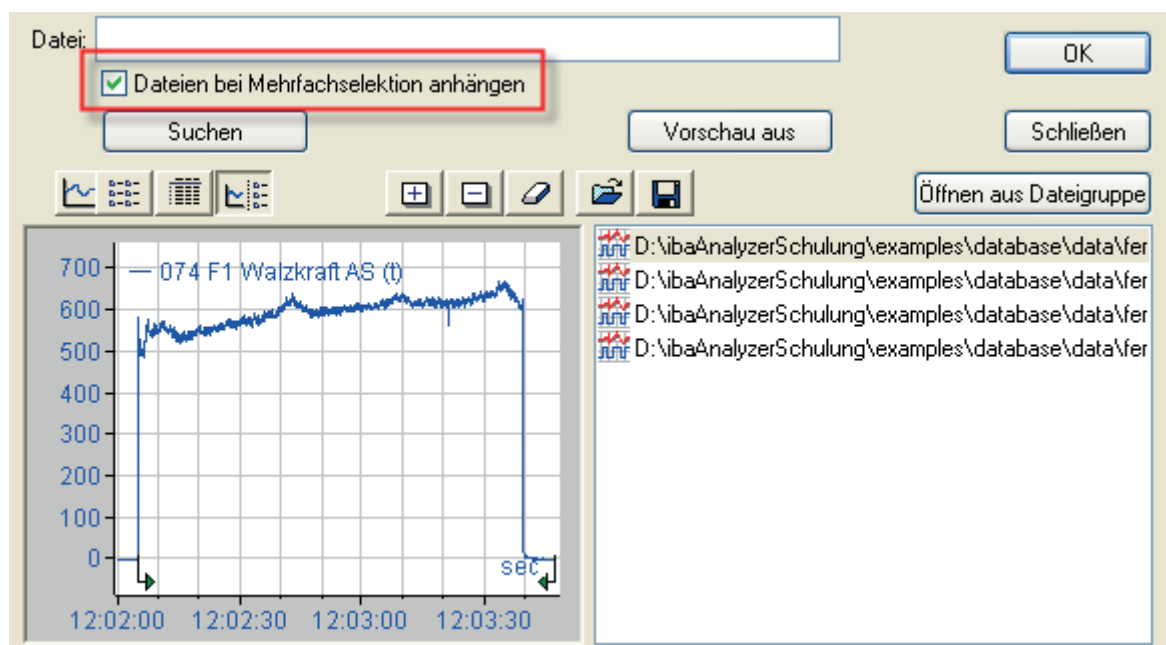 Datei:
OK
Dateien bei Mehrfachselektion anhängen
Suchen
Vorschau aus
Schließen
Öffnen aus Dateigruppe
074 F1 Walzkraft AS (t)
700
600
500
400
300
200
100
0
sec
12:02:00 12:02:30 12:03:00 12:03:30
D:\ibaAnalyzerSchulung\examples\database\data\fer
D:\ibaAnalyzerSchulung\examples\database\data\fer
D:\ibaAnalyzerSchulung\examples\database\data\fer
D:\ibaAnalyzerSchulung\examples\database\data\fer